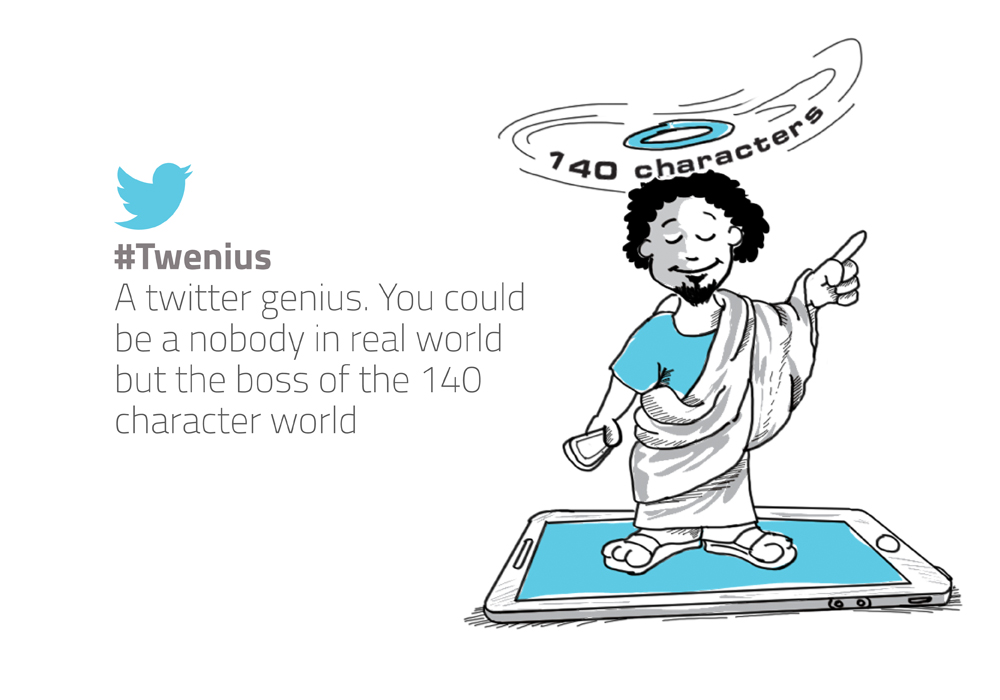 140 characters
#Twenius
A twitter genius. You could
be a nobody in real world
but the boss of the 140
character world